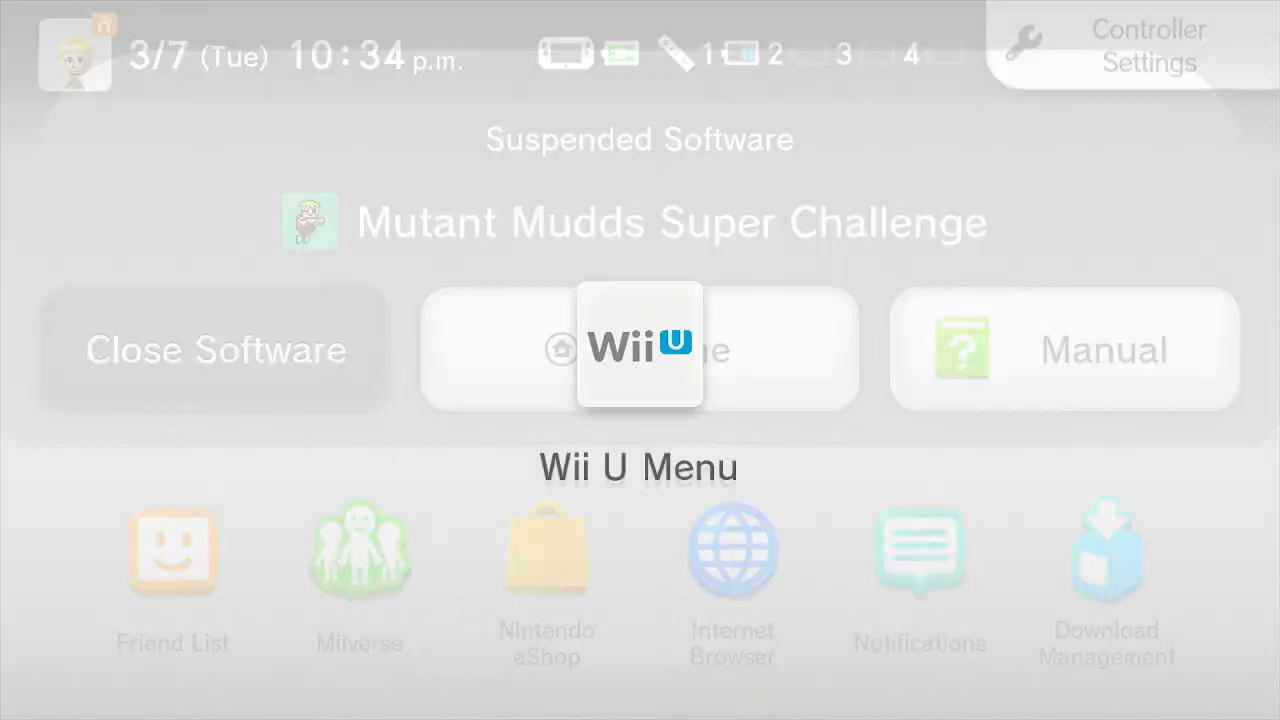 3/7 (Tue) 10:34 p.m.
1 2 3 4
Controller
Settings
Suspended Software
Mutant Mudds Super Challenge
Close Software
Wii U
Manual
Wii U Menu
Friend List
Miiverse
Nintendo
eShop
Internet
Browser
Notifications
Download
Management